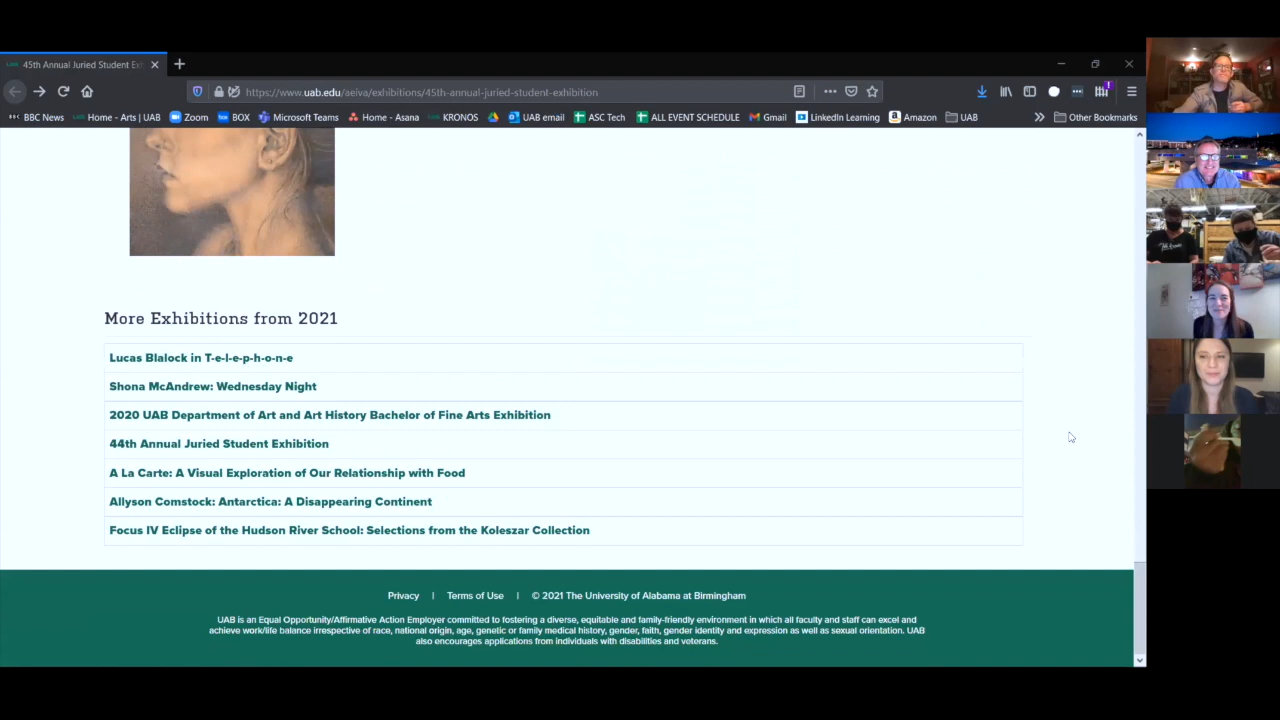 45th Annual Juried Student Exh
https://www.uab.edu/aeiva/exhibitions/45th-annual-juried-student-exhibition
BBC News Home - Arts | UAB Zoom BOX Microsoft Teams Home - Asana KRONOS UAB email ASC Tech ALL EVENT SCHEDULE Gmail LinkedIn Learning Amazon UAB Other Bookmarks
More Exhibitions from 2021
Lucas Blalock in T-e-l-e-p-h-o-n-e
Shona McAndrew: Wednesday Night
2020 UAB Department of Art and Art History Bachelor of Fine Arts Exhibition
44th Annual Juried Student Exhibition
A La Carte: A Visual Exploration of Our Relationship with Food
Allyson Comstock: Antarctica: A Disappearing Continent
Focus IV Eclipse of the Hudson River School: Selections from the Koleszar Collection
Privacy | Terms of Use | © 2021 The University of Alabama at Birmingham
UAB is an Equal Opportunity/Affirmative Action Employer committed to fostering a diverse, equitable and family-friendly environment in which all faculty and staff can excel and
achieve work/life balance irrespective of race, national origin, age, genetic or family medical history, gender, faith, gender identity and expression as well as sexual orientation. UAB
also encourages applications from individuals with disabilities and veterans.